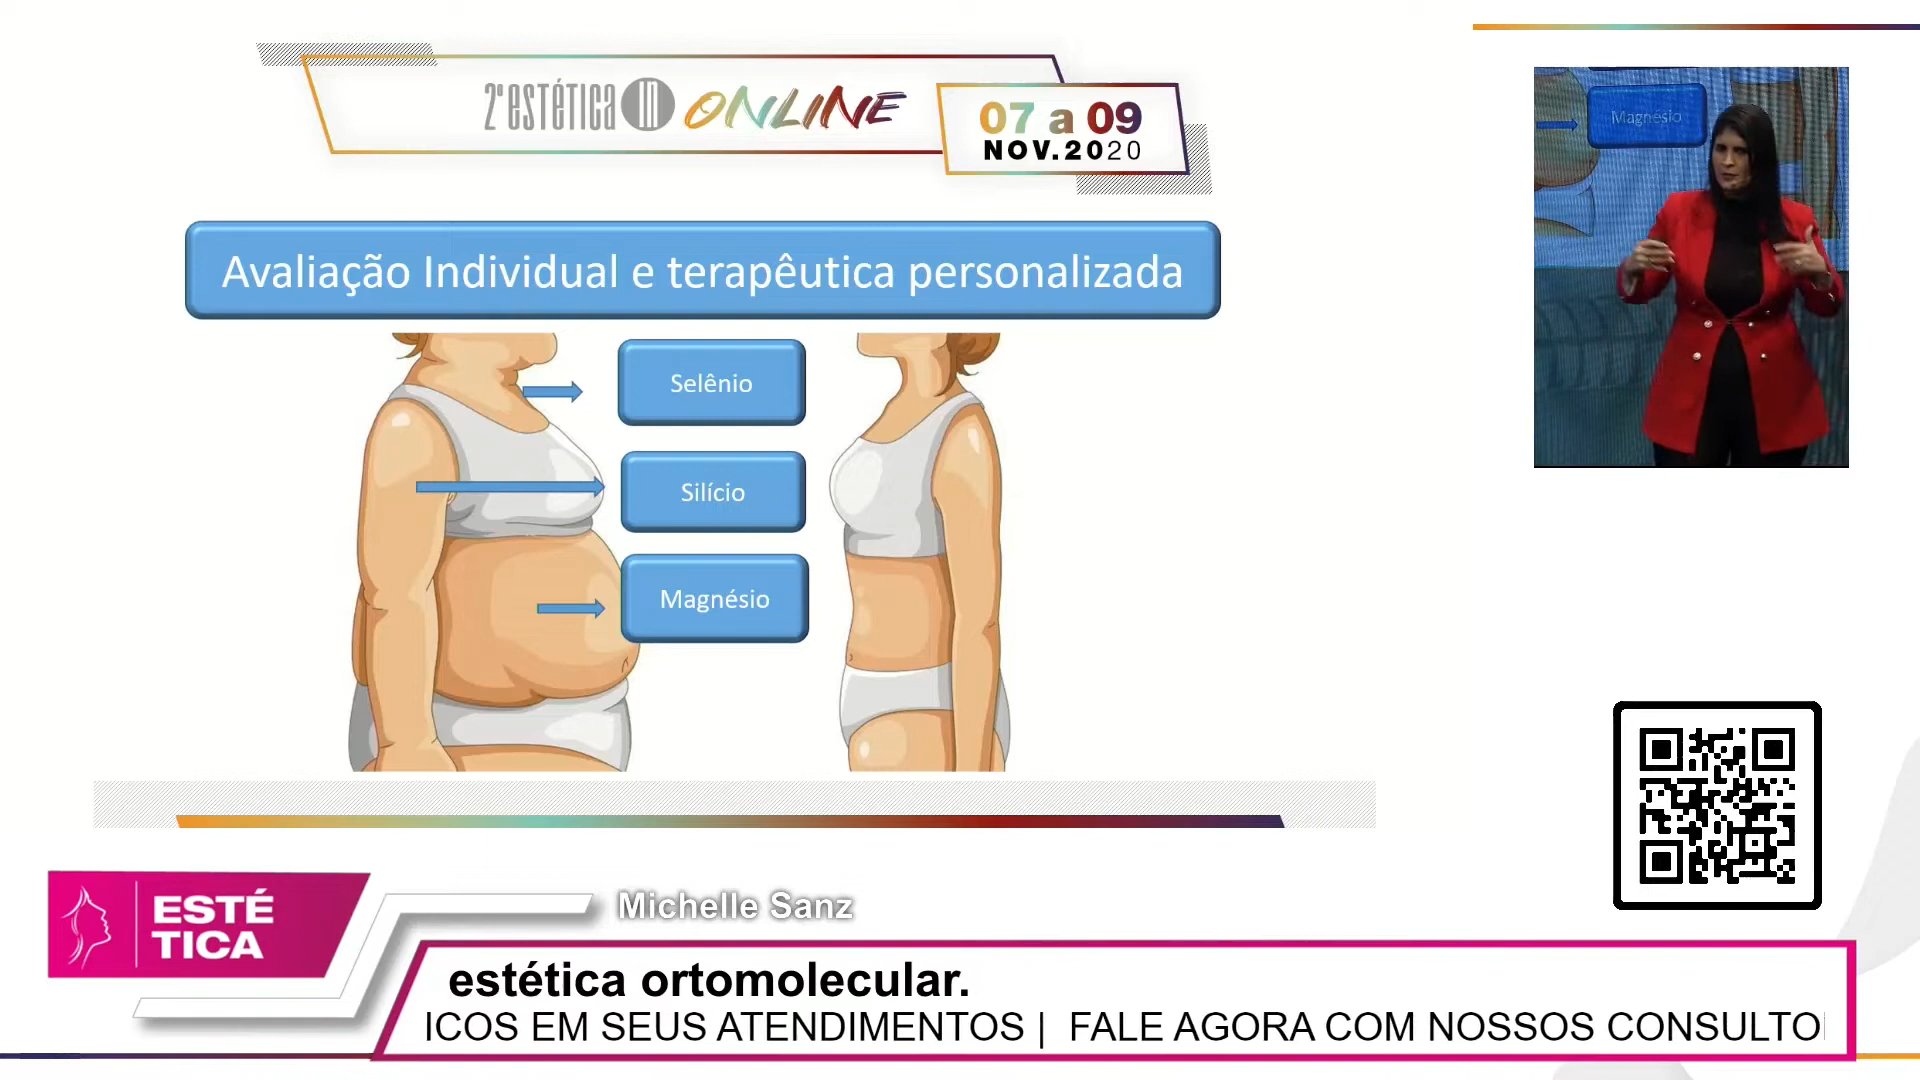 2ª estética IN ONLINE
07 a 09
NOV.2020
Magnésio
Avaliação Individual e terapêutica personalizada
Selênio
Silício
Magnésio
ESTÉ
TICA
Michelle Sanz
estética ortomolecular.
ICOS EM SEUS ATENDIMENTOS | FALE AGORA COM NOSSOS CONSULTO